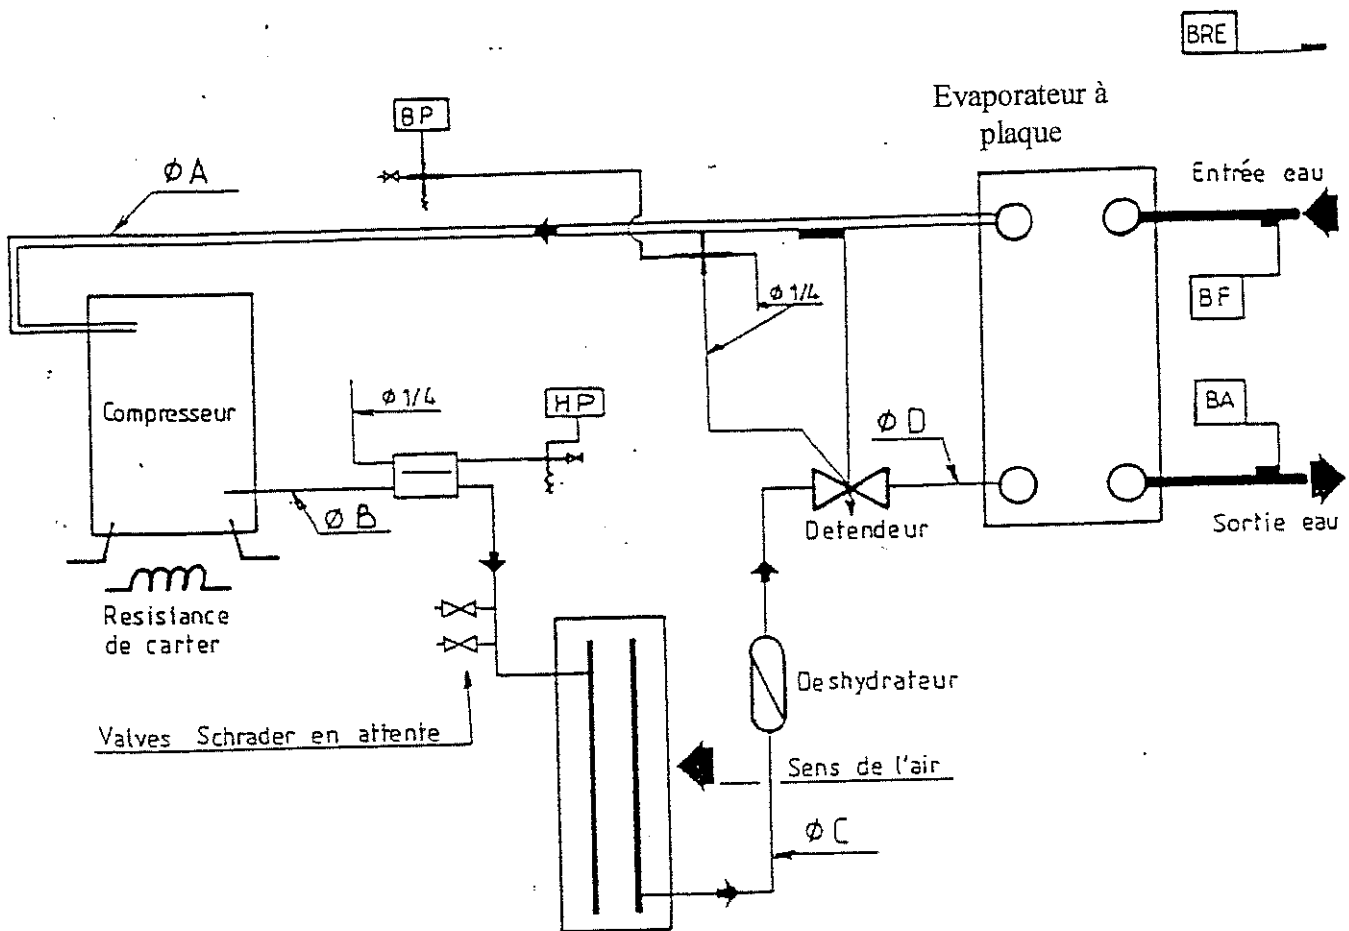 BRE
Evaporateur à
plaque
BP
Entrée eau
ø A
BF
ø 1/4
Compresseur
ø 1/4
HP
BA
ø D
ø B
Detendeur
Sortie eau
Resistance
de carter
Deshydrateur
Valves Schrader en attente
Sens de l'air
ø C